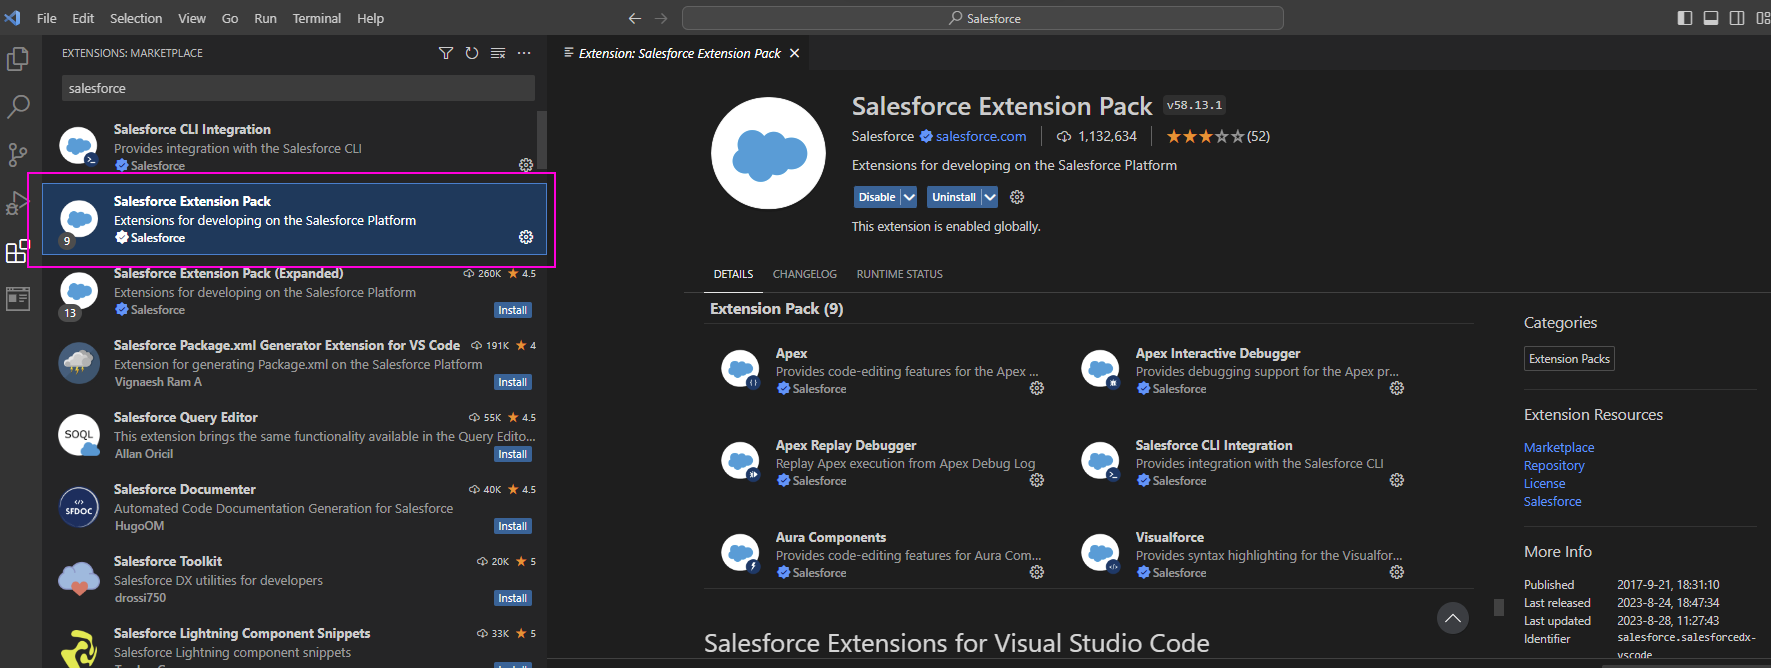 File Edit Selection View Go Run Terminal Help
Salesforce
EXTENSIONS: MARKETPLACE
salesforce
Salesforce CLI Integration
Provides integration with the Salesforce CLI
Salesforce
Salesforce Extension Pack
Extensions for developing on the Salesforce Platform
9
Salesforce
Salesforce Extension Pack (Expanded) 260K 4.5
Extensions for developing on the Salesforce Platform
13
Salesforce Install
Salesforce Package.xml Generator Extension for VS Code 191K 4
Extension for generating Package.xml on the Salesforce Platform
Vignaesh Ram A Install
SOQL
Salesforce Query Editor 55K 4.5
This extension brings the same functionality available in the Query Edito...
Allan Oricil Install
SFDOC
Salesforce Documenter 40K 4.5
Automated Code Documentation Generation for Salesforce
HugoOM Install
Salesforce Toolkit 20K 5
Salesforce DX utilities for developers
drossi750 Install
Salesforce Lightning Component Snippets 33K 5
Salesforce Lightning component snippets
Extension: Salesforce Extension Pack
Salesforce Extension Pack v58.13.1
Salesforce salesforce.com 1,132,634 (52)
Extensions for developing on the Salesforce Platform
Disable Uninstall
This extension is enabled globally.
DETAILS CHANGELOG RUNTIME STATUS
Extension Pack (9)
Apex
Provides code-editing features for the Apex ...
Salesforce
Apex Interactive Debugger
Provides debugging support for the Apex pr...
Salesforce
Apex Replay Debugger
Replay Apex execution from Apex Debug Log
Salesforce
Salesforce CLI Integration
Provides integration with the Salesforce CLI
Salesforce
Aura Components
Provides code-editing features for Aura Com...
Salesforce
Visualforce
Provides syntax highlighting for the Visualfor...
Salesforce
Salesforce Extensions for Visual Studio Code
Categories
Extension Packs
Extension Resources
Marketplace
Repository
License
Salesforce
More Info
Published 2017-9-21, 18:31:10
Last released 2023-8-24, 18:47:34
Last updated 2023-8-28, 11:27:43
Identifier salesforce.salesforcedx-
vscode